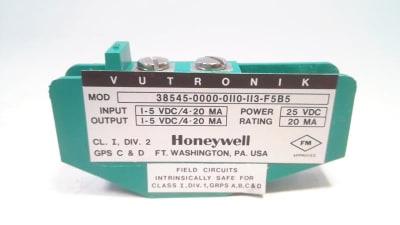 VUTRONIK
MOD 38545-0000-0110-113-F5B5
INPUT 1-5 VDC/4-20 MA POWER 25 VDC
OUTPUT 1-5 VDC/4-20 MA RATING 20 MA
CL. I, DIV. 2 Honeywell FM
GPS C & D FT. WASHINGTON, PA. USA APPROVED
FIELD CIRCUITS
INTRINSICALLY SAFE FOR
CLASS I, DIV. 1, GRPS A, B, C & D